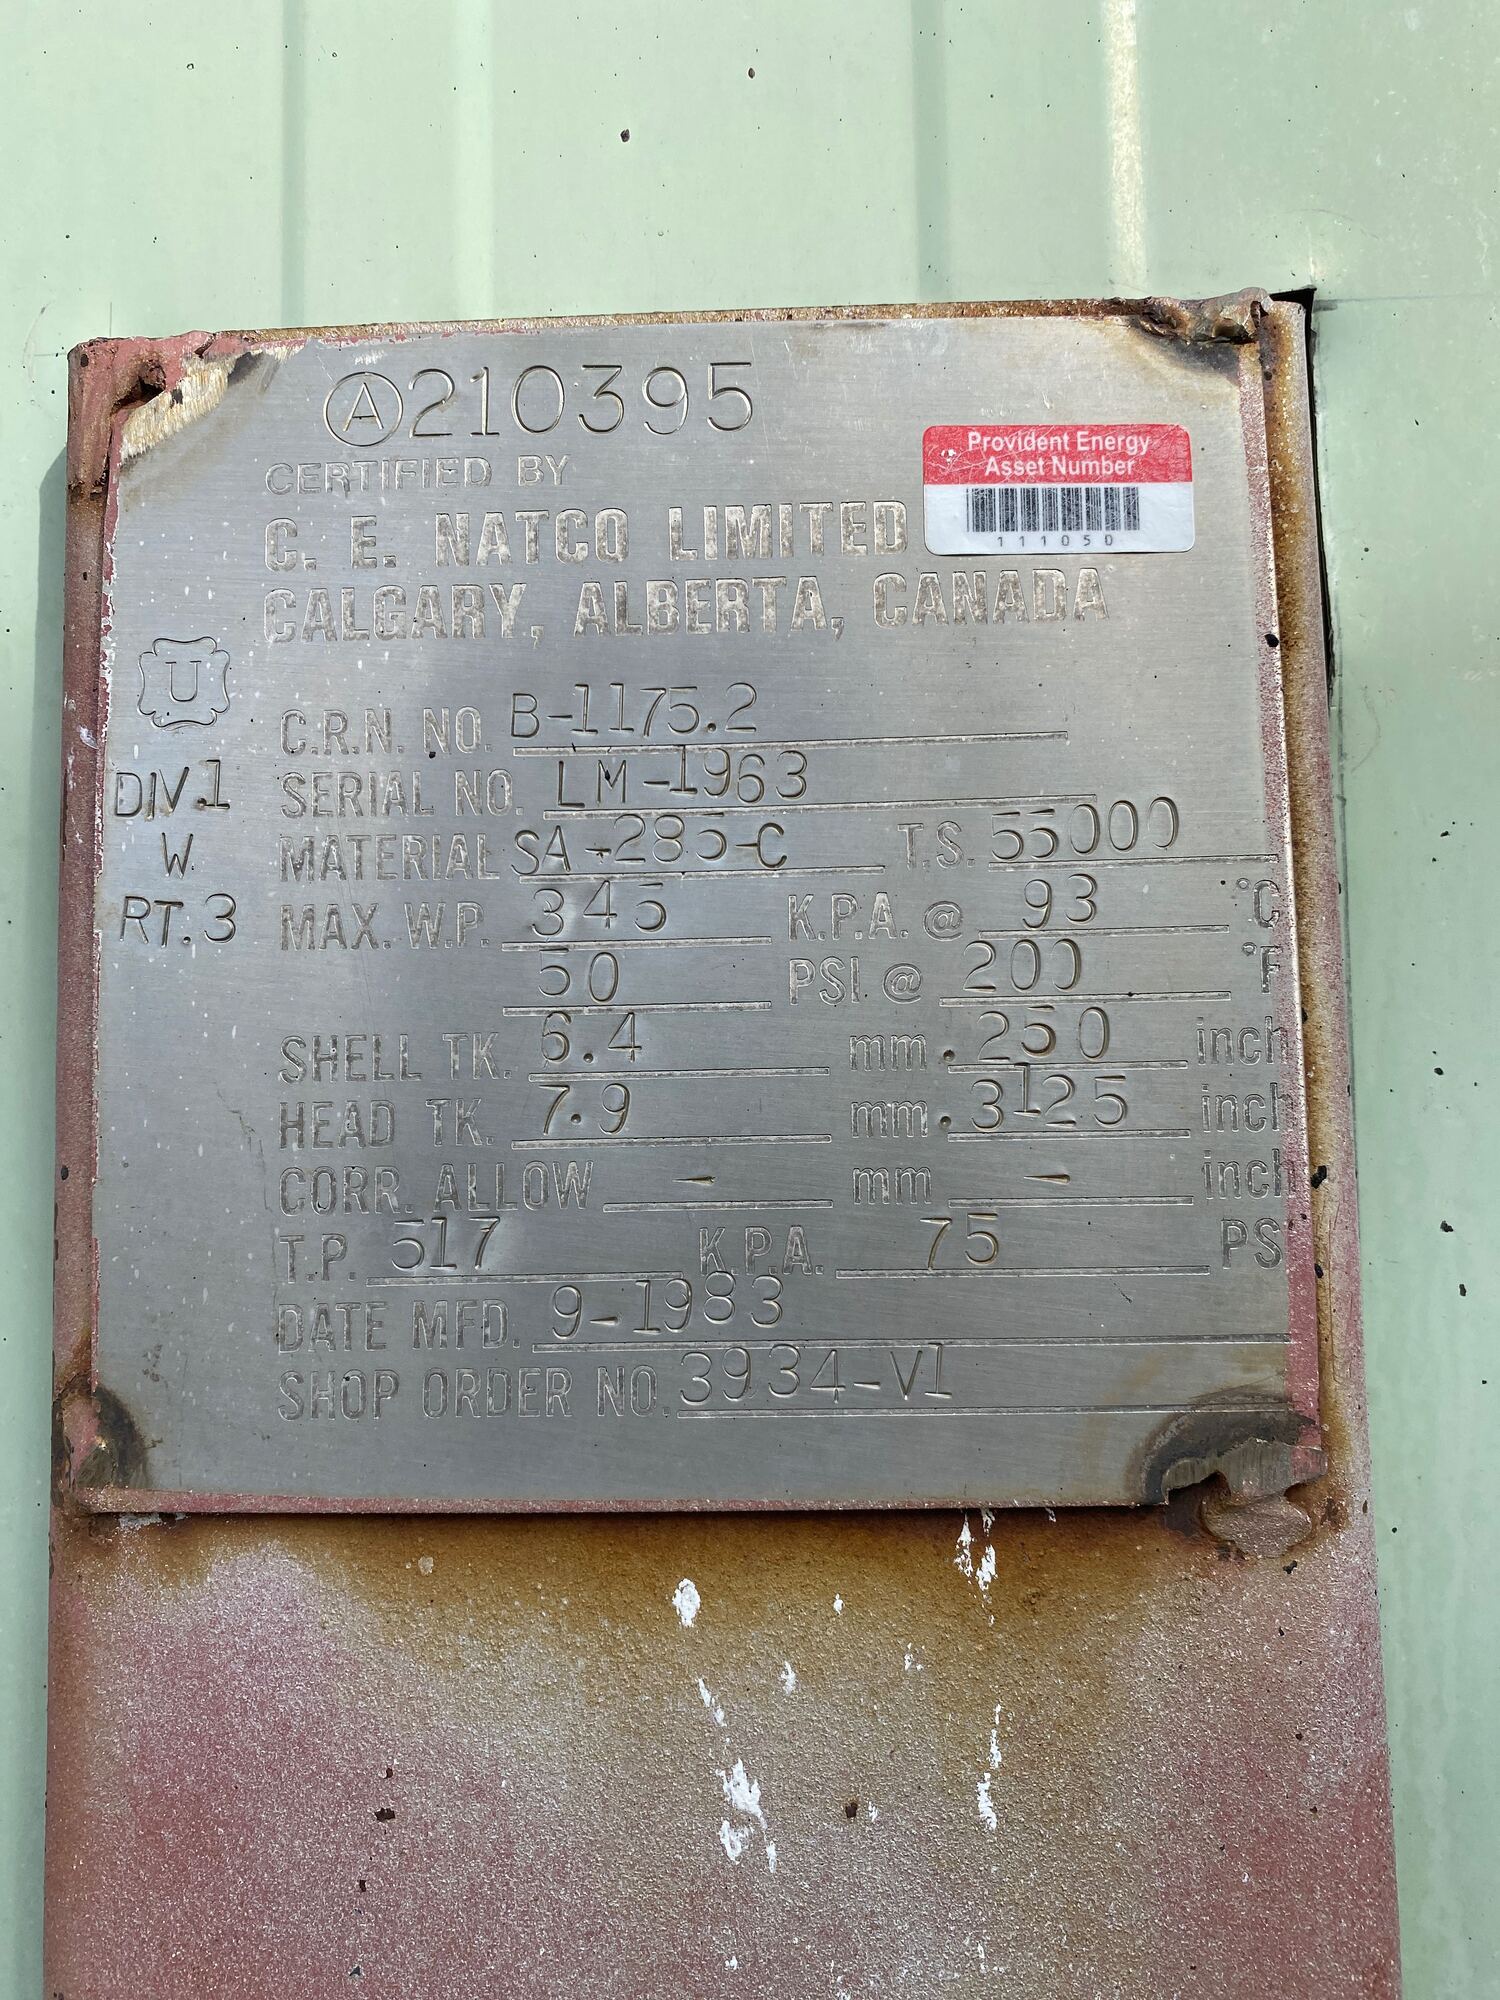 Ⓐ210395
Provident Energy
Asset Number
111050
CERTIFIED BY
C. E. NATCO LIMITED
CALGARY, ALBERTA, CANADA
U
DIV.1
W
RT.3
C.R.N. NO. B-1175.2
SERIAL NO. LM-1963
MATERIAL SA-285-C T.S. 55000
MAX. W.P. 345 K.P.A. @ 93 °C
50 PSI @ 200 °F
SHELL TK. 6.4 mm .250 inch
HEAD TK. 7.9 mm .3125 inch
CORR. ALLOW - mm - inch
T.P. 517 K.P.A. 75 PS
DATE MFD. 9-1983
SHOP ORDER NO. 3934-V1